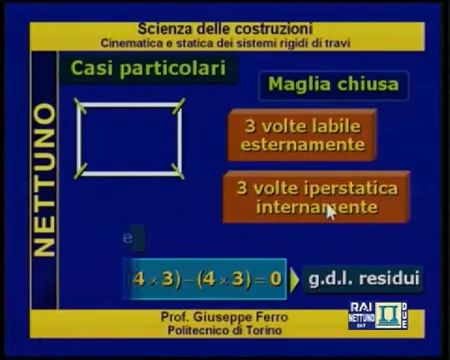 Scienza delle costruzioni
Cinematica e statica dei sistemi rigidi di travi
Casi particolari
Maglia chiusa
NETTUNO
3 volte labile
esternamente
3 volte iperstatica
internamente
e
(4 × 3) – (4 × 3) = 0
g.d.l. residui
RAI
NETTUNO
SAT
DUE
Prof. Giuseppe Ferro
Politecnico di Torino